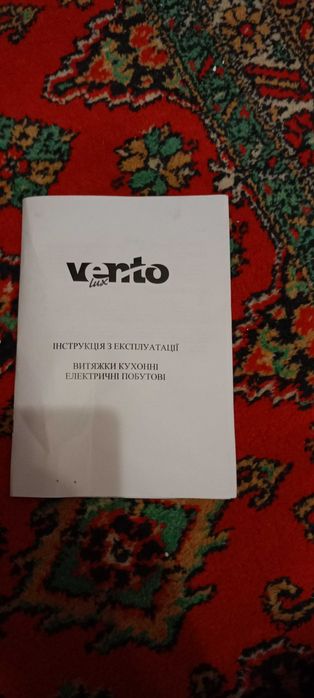 vento
lux
ІНСТРУКЦІЯ З ЕКСПЛУАТАЦІЇ
ВИТЯЖКИ КУХОННІ
ЕЛЕКТРИЧНІ ПОБУТОВІ